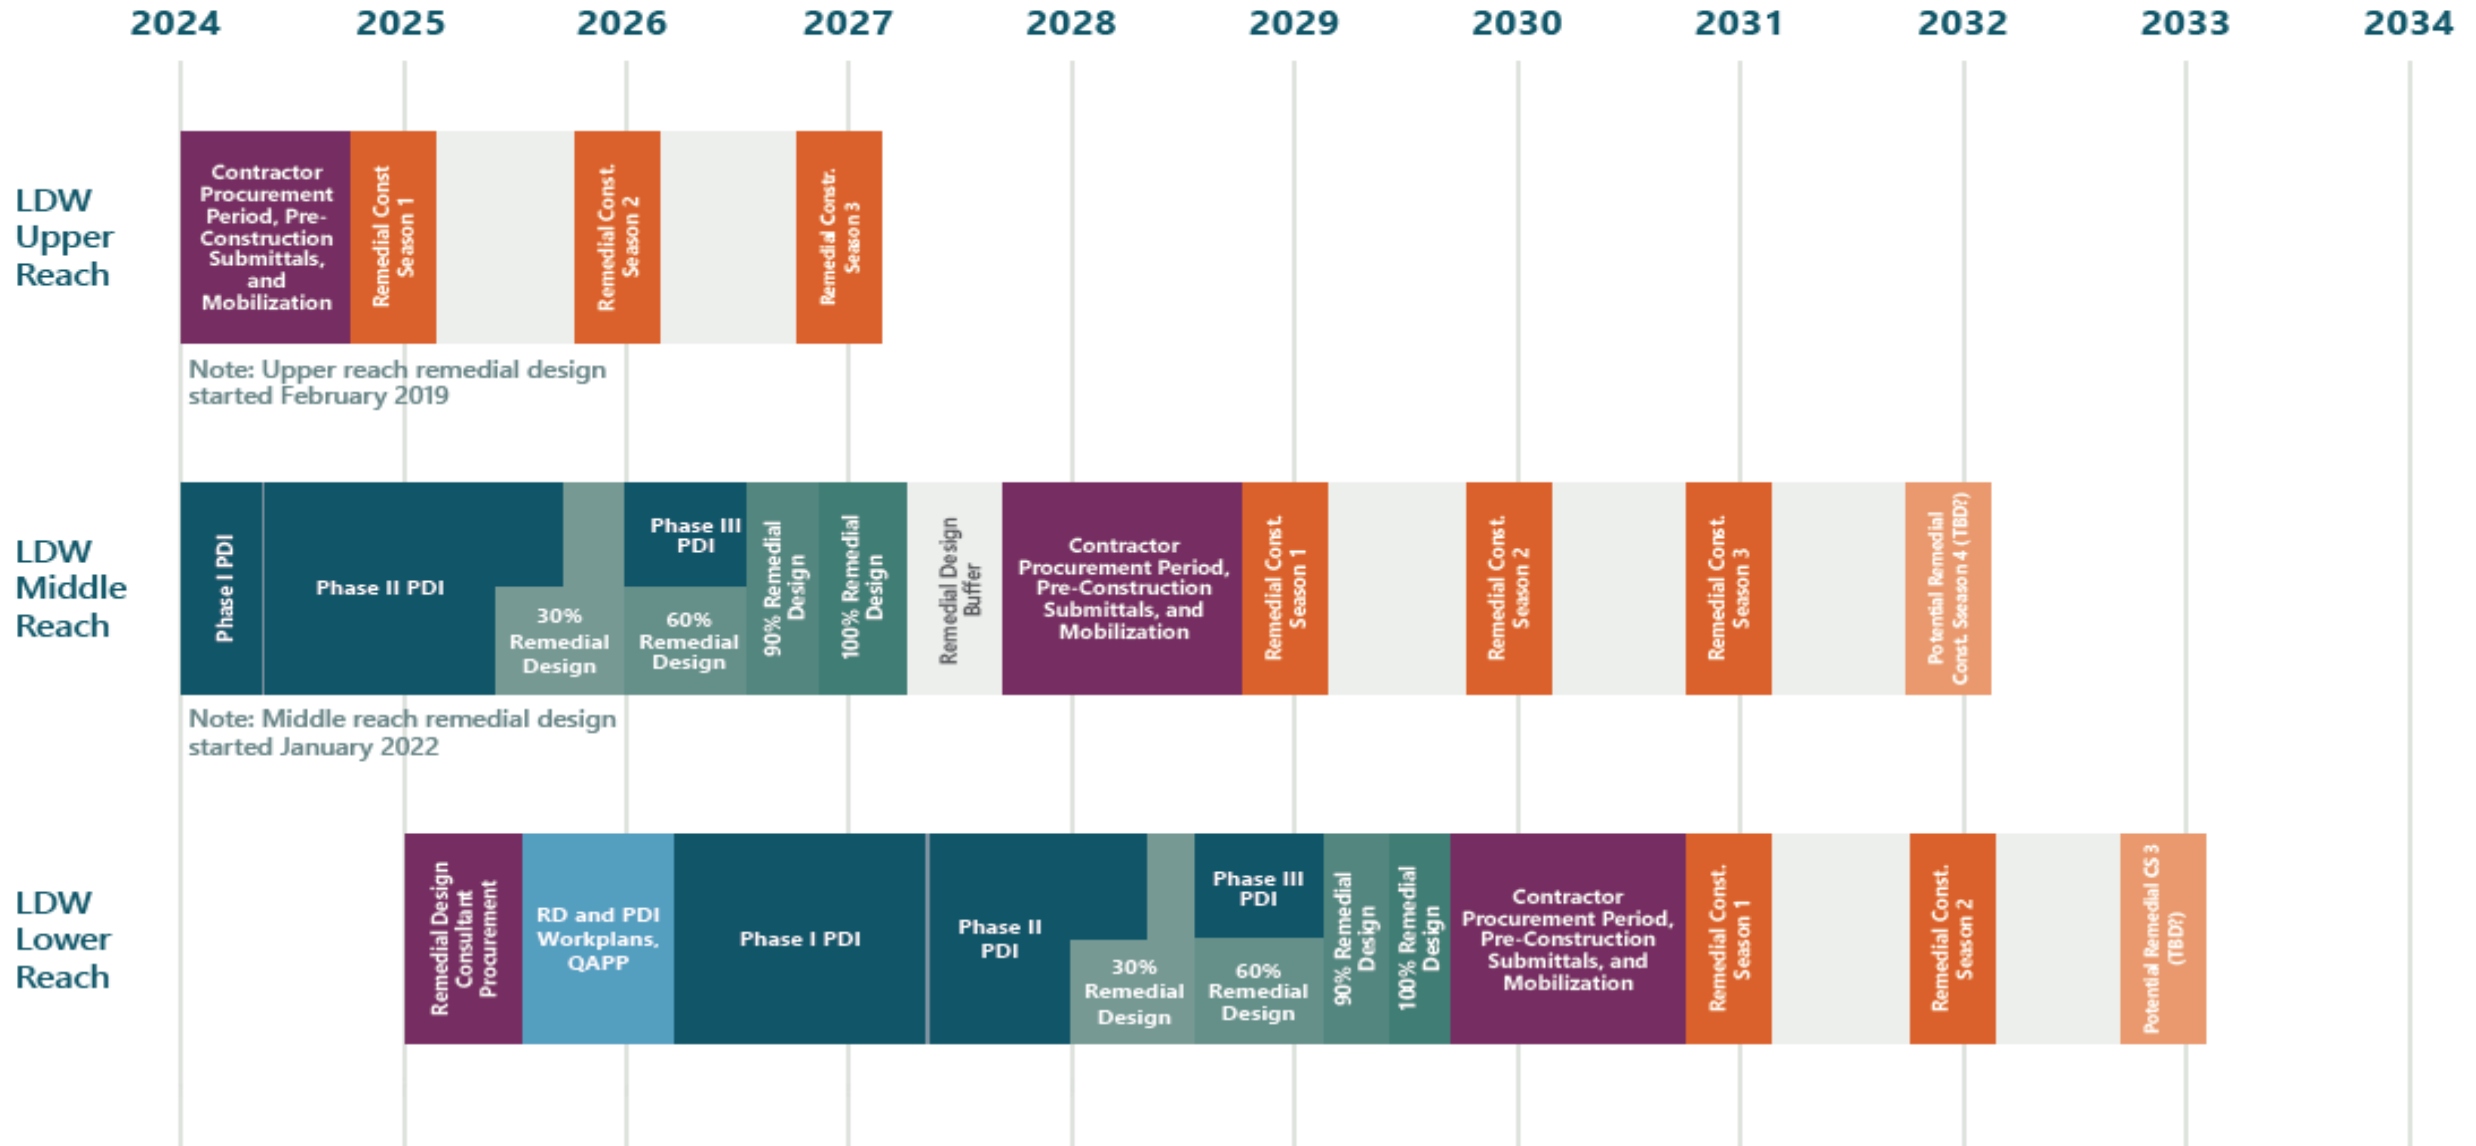 2024 2025 2026 2027 2028 2029 2030 2031 2032 2033 2034
LDW
Upper
Reach
Contractor
Procurement
Period, Pre-
Construction
Submittals,
and
Mobilization
Remedial Const
Season 1
Remedial Const.
Season 2
Remedial Constr.
Season 3
Note: Upper reach remedial design
started February 2019
LDW
Middle
Reach
Phase I PDI
Phase II PDI
30%
Remedial
Design
Phase III
PDI
60%
Remedial
Design
90% Remedial
Design
100% Remedial
Design
Remedial Design
Buffer
Contractor
Procurement Period,
Pre-Construction
Submittals, and
Mobilization
Remedial Const.
Season 1
Remedial Const.
Season 2
Remedial Const.
Season 3
Potential Remedial
Const. Sseason 4 (TBD?)
Note: Middle reach remedial design
started January 2022
LDW
Lower
Reach
Remedial Design
Consultant
Procurement
RD and PDI
Workplans,
QAPP
Phase I PDI
Phase II
PDI
30%
Remedial
Design
Phase III
PDI
60%
Remedial
Design
90% Remedial
Design
100% Remedial
Design
Contractor
Procurement Period,
Pre-Construction
Submittals, and
Mobilization
Remedial Const.
Season 1
Remedial Const.
Season 2
Potential Remedial CS 3
(TBD?)